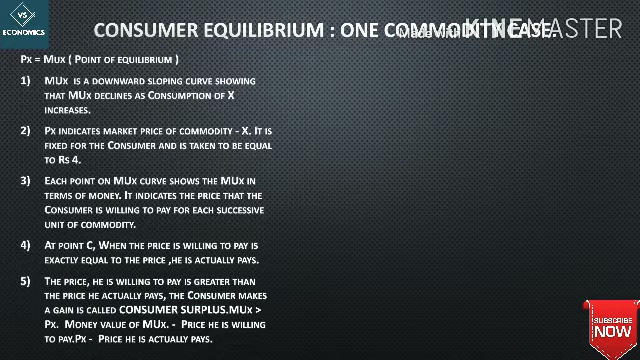 VS
ECONOMICS
CONSUMER EQUILIBRIUM : ONE COMMODITY CASE.
Made with KINEMASTER
PX = MUX ( POINT OF EQUILIBRIUM )
1) MUX IS A DOWNWARD SLOPING CURVE SHOWING
THAT MUX DECLINES AS CONSUMPTION OF X
INCREASES.
2) PX INDICATES MARKET PRICE OF COMMODITY - X. IT IS
FIXED FOR THE CONSUMER AND IS TAKEN TO BE EQUAL
TO RS 4.
3) EACH POINT ON MUX CURVE SHOWS THE MUX IN
TERMS OF MONEY. IT INDICATES THE PRICE THAT THE
CONSUMER IS WILLING TO PAY FOR EACH SUCCESSIVE
UNIT OF COMMODITY.
4) AT POINT C, WHEN THE PRICE IS WILLING TO PAY IS
EXACTLY EQUAL TO THE PRICE ,HE IS ACTUALLY PAYS.
5) THE PRICE, HE IS WILLING TO PAY IS GREATER THAN
THE PRICE HE ACTUALLY PAYS, THE CONSUMER MAKES
A GAIN IS CALLED CONSUMER SURPLUS.MUX >
PX. MONEY VALUE OF MUX. - PRICE HE IS WILLING
TO PAY.PX - PRICE HE IS ACTUALLY PAYS.
SUBSCRIBE
NOW